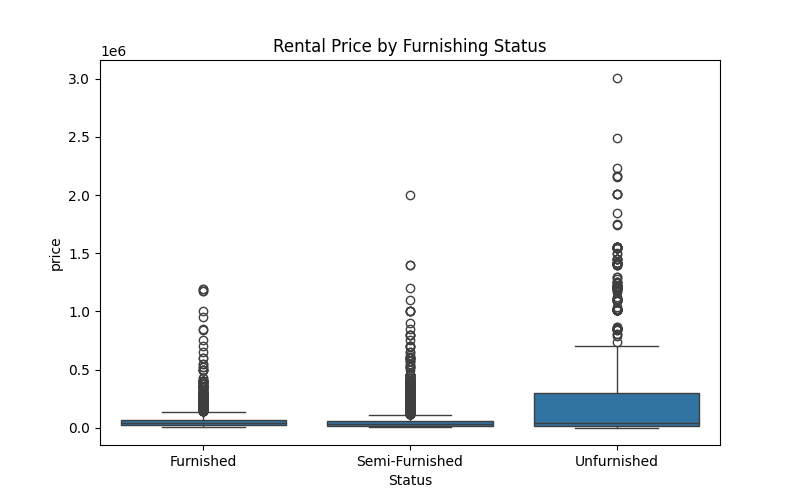 Rental Price by Furnishing Status
1e6
3.0
2.5
2.0
1.5
1.0
0.5
0.0
price
Furnished
Semi-Furnished
Unfurnished
Status